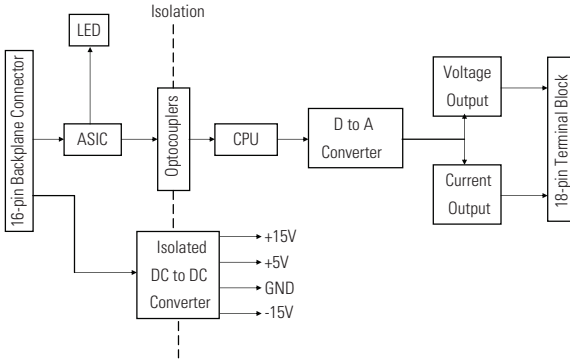 Isolation
LED
16-pin Backplane Connector
ASIC
Optocouplers
CPU
D to A
Converter
Voltage
Output
Current
Output
18-pin Terminal Block
Isolated
DC to DC
Converter
+15V
+5V
GND
-15V